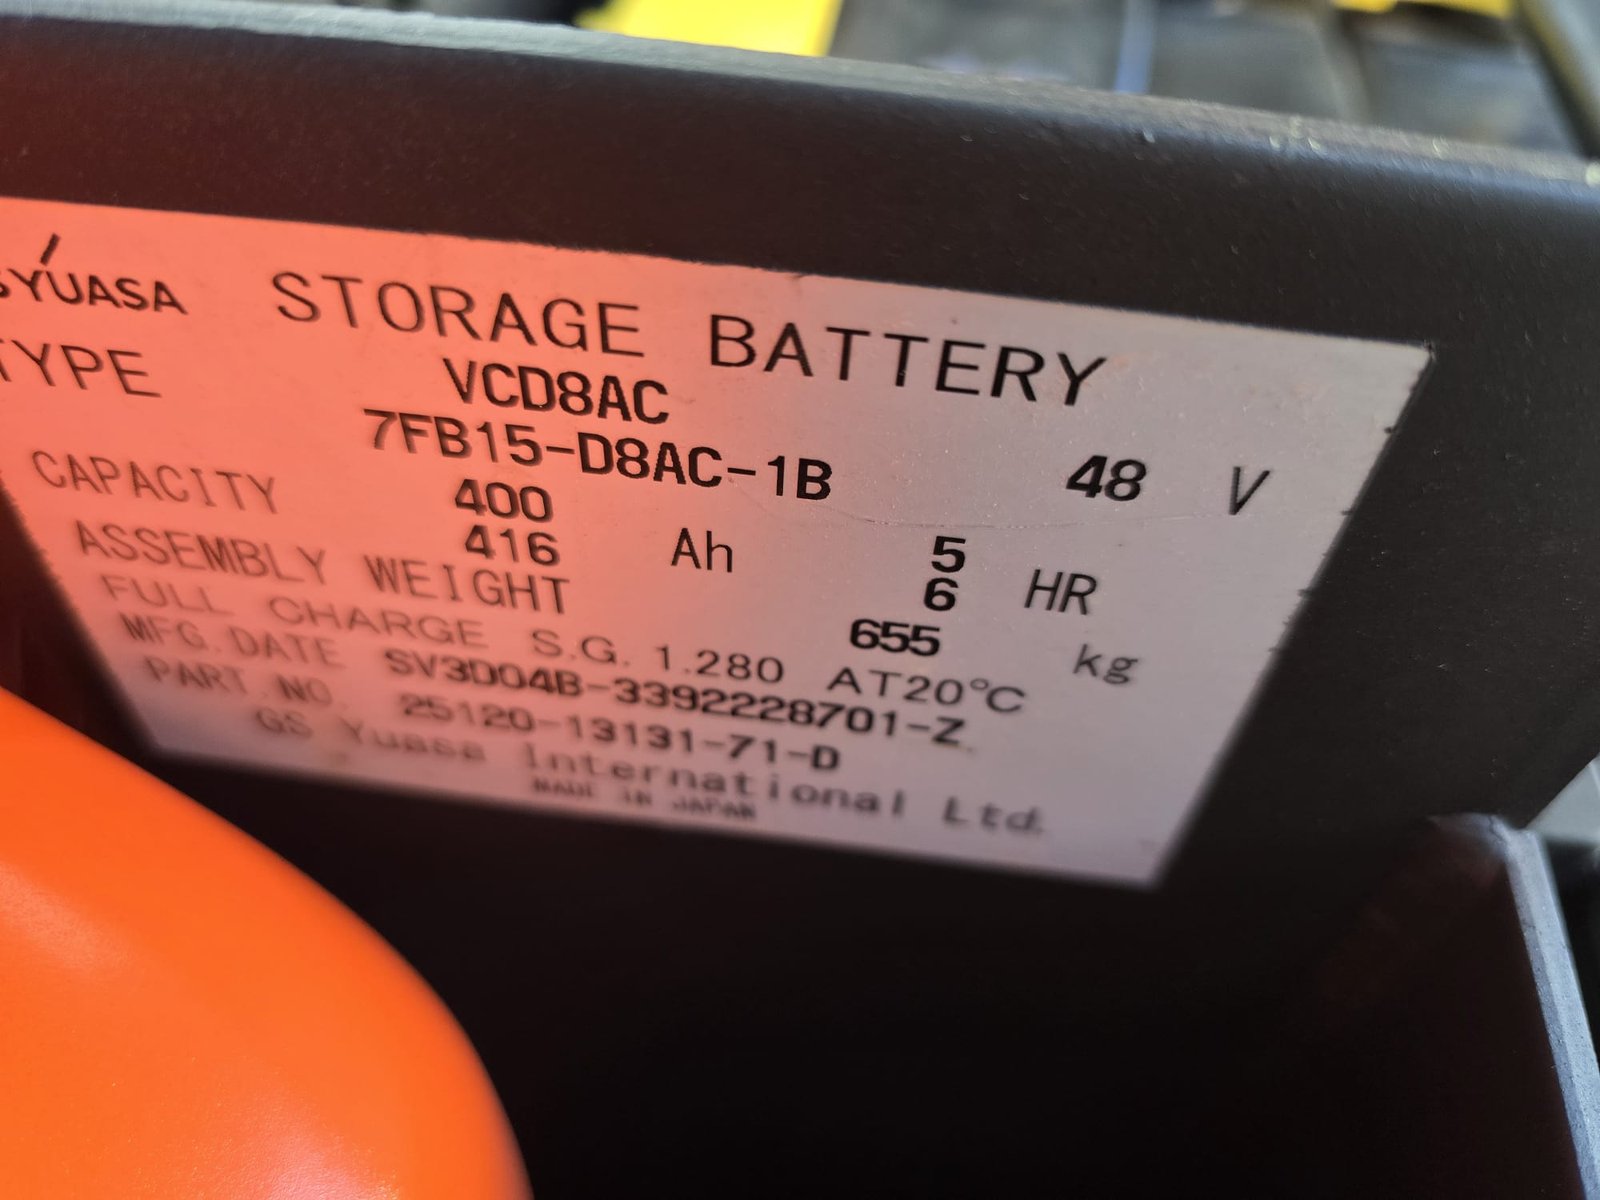 GSYUASA STORAGE BATTERY
TYPE VCD8AC
7FB15-D8AC-1B 48 V
CAPACITY 400 5
416 Ah 6 HR
ASSEMBLY WEIGHT 655 kg
FULL CHARGE S.G. 1.280 AT20°C
MFG.DATE SV3D04B-3392228701-Z
PART NO. 25120-13131-71-D
GS Yuasa International Ltd.
MADE IN JAPAN